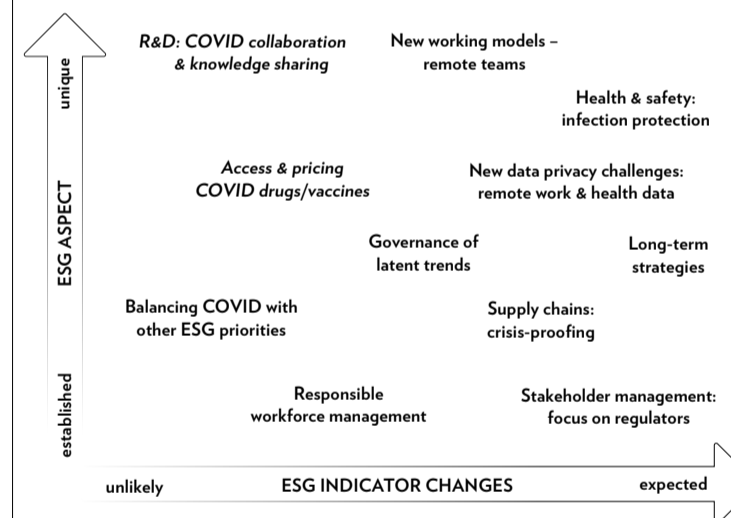 R&D: COVID collaboration
& knowledge sharing
New working models –
remote teams
Health & safety:
infection protection
Access & pricing
COVID drugs/vaccines
New data privacy challenges:
remote work & health data
Governance of
latent trends
Long-term
strategies
Balancing COVID with
other ESG priorities
Supply chains:
crisis-proofing
Responsible
workforce management
Stakeholder management:
focus on regulators
unique
ESG ASPECT
established
unlikely
ESG INDICATOR CHANGES
expected